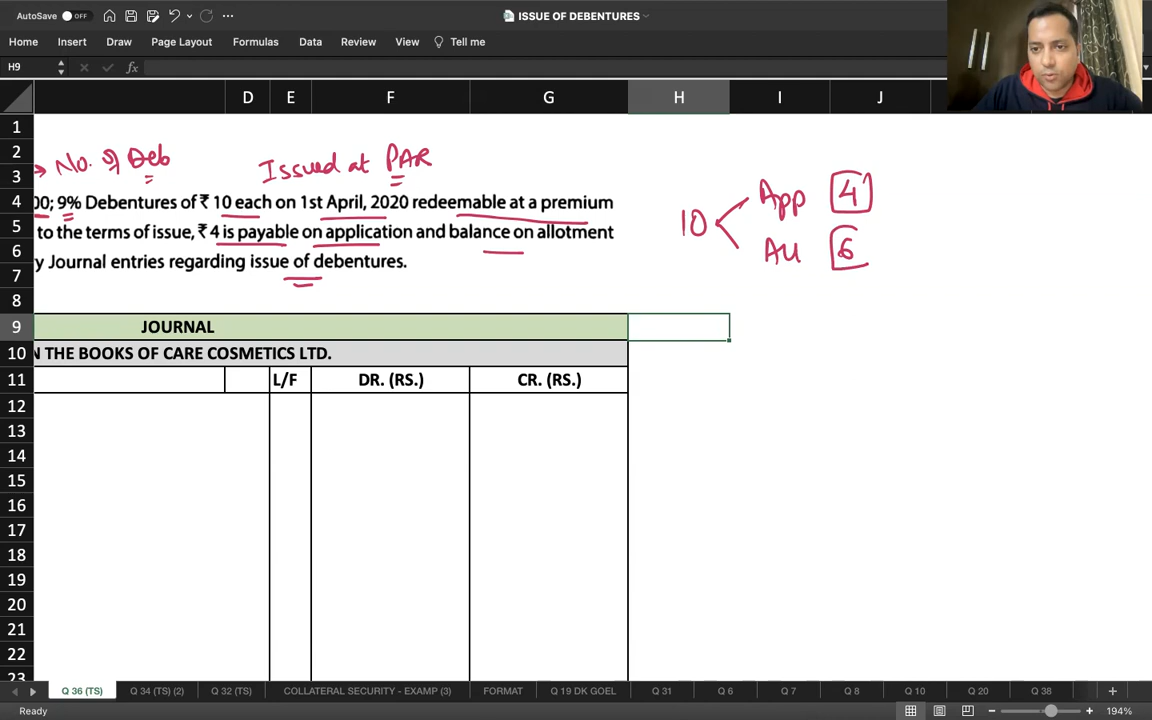 AutoSave OFF ISSUE OF DEBENTURES
Home Insert Draw Page Layout Formulas Data Review View Tell me
H9 fx
D E F G H I J
1
2 No. of Deb Issued at PAR
3
4 00; 9% Debentures of ₹ 10 each on 1st April, 2020 redeemable at a premium 10 App 4
5 to the terms of issue, ₹ 4 is payable on application and balance on allotment All 6
6 y Journal entries regarding issue of debentures.
7
8
9 JOURNAL
10 N THE BOOKS OF CARE COSMETICS LTD.
11 L/F DR. (RS.) CR. (RS.)
12
13
14
15
16
17
18
19
20
21
22
23
Q 36 (TS) Q 34 (TS) (2) Q 32 (TS) COLLATERAL SECURITY - EXAMP (3) FORMAT Q 19 DK GOEL Q 31 Q 6 Q 7 Q 8 Q 10 Q 20 Q 38
Ready 194%